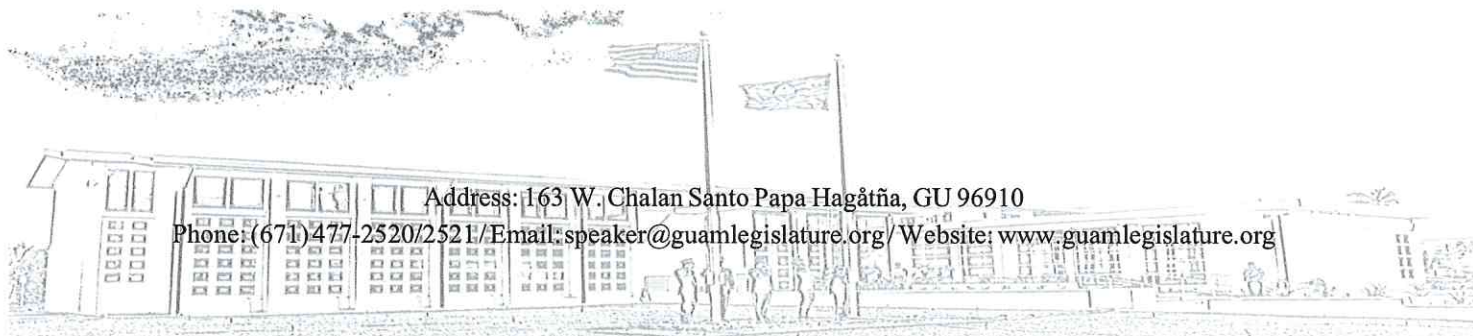 Address: 163 W. Chalan Santo Papa Hagåtña, GU 96910
Phone: (671)477-2520/2521/Email: speaker@guamlegislature.org/Website: www.guamlegislature.org